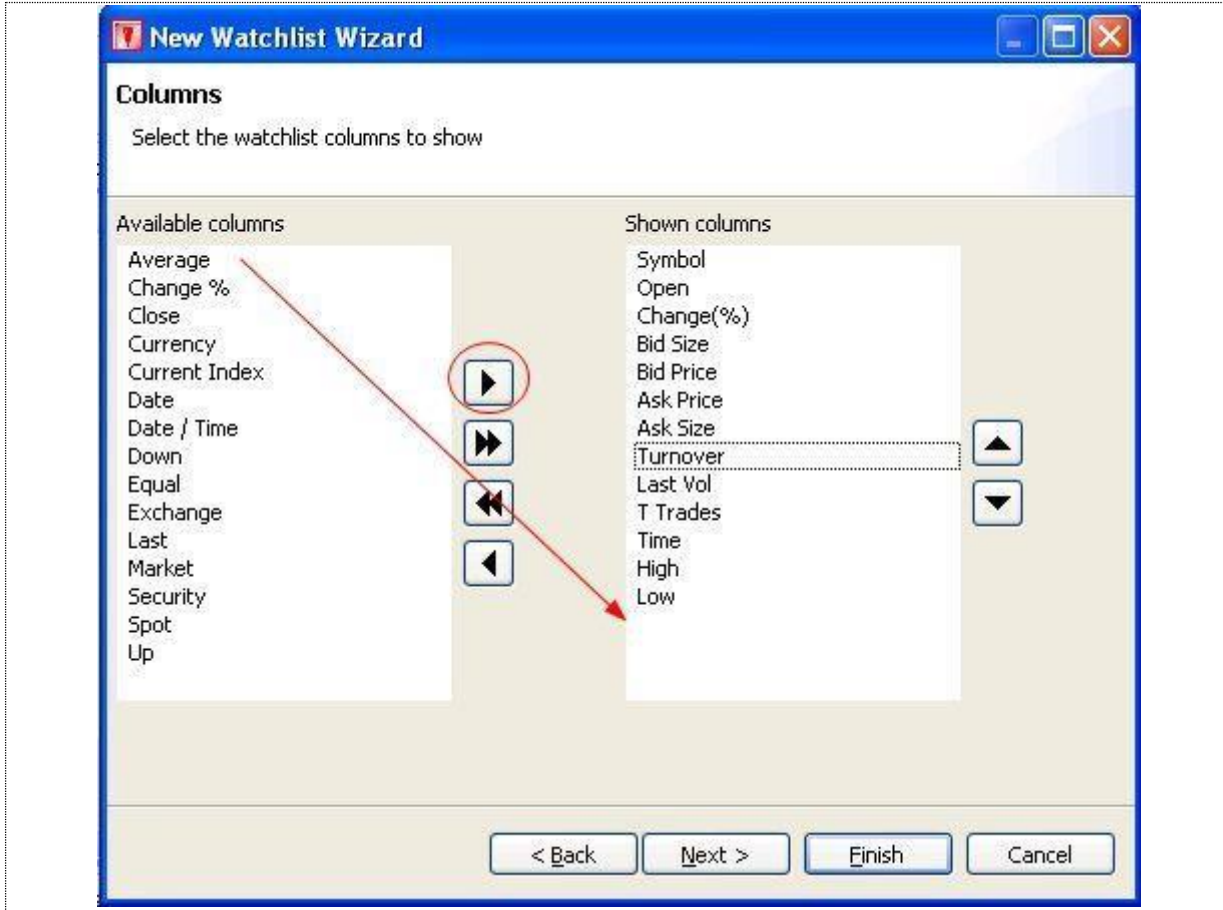 New Watchlist Wizard
Columns
Select the watchlist columns to show
Available columns
Average
Change %
Close
Currency
Current Index
Date
Date / Time
Down
Equal
Exchange
Last
Market
Security
Spot
Up
Shown columns
Symbol
Open
Change(%)
Bid Size
Bid Price
Ask Price
Ask Size
Turnover
Last Vol
T Trades
Time
High
Low
< Back
Next >
Finish
Cancel